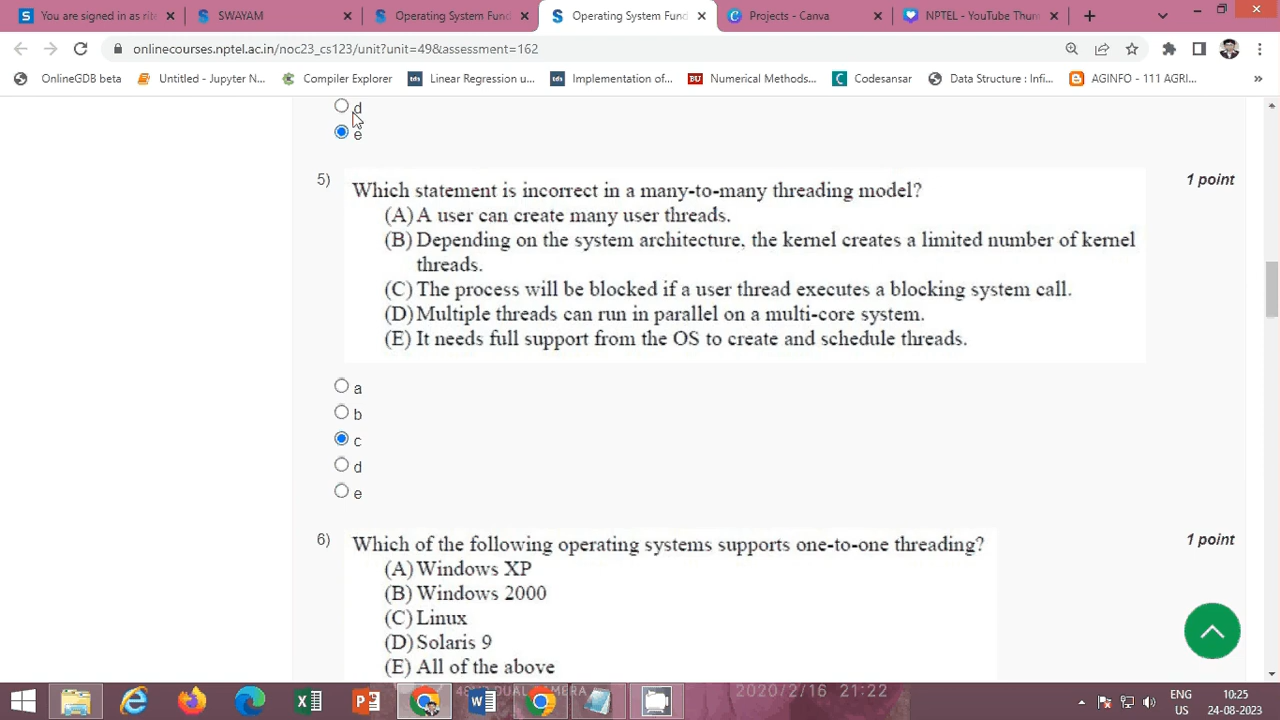 You are signed in as rite
SWAYAM
Operating System Fund
Operating System Fund
Projects - Canva
NPTEL - YouTube Thum
onlinecourses.nptel.ac.in/noc23_cs123/unit?unit=49&assessment=162
OnlineGDB beta
Untitled - Jupyter N...
Compiler Explorer
Linear Regression u...
Implementation of...
Numerical Methods...
Codesansar
Data Structure : Infi...
AGINFO - 111 AGRI...
»
d
e
5)
Which statement is incorrect in a many-to-many threading model?
1 point
(A) A user can create many user threads.
(B) Depending on the system architecture, the kernel creates a limited number of kernel
threads.
(C) The process will be blocked if a user thread executes a blocking system call.
(D) Multiple threads can run in parallel on a multi-core system.
(E) It needs full support from the OS to create and schedule threads.
a
b
c
d
e
6)
Which of the following operating systems supports one-to-one threading?
1 point
(A) Windows XP
(B) Windows 2000
(C) Linux
(D) Solaris 9
(E) All of the above
DUAL CAMERA
2020/2/16 21:22
ENG
US
10:25
24-08-2023